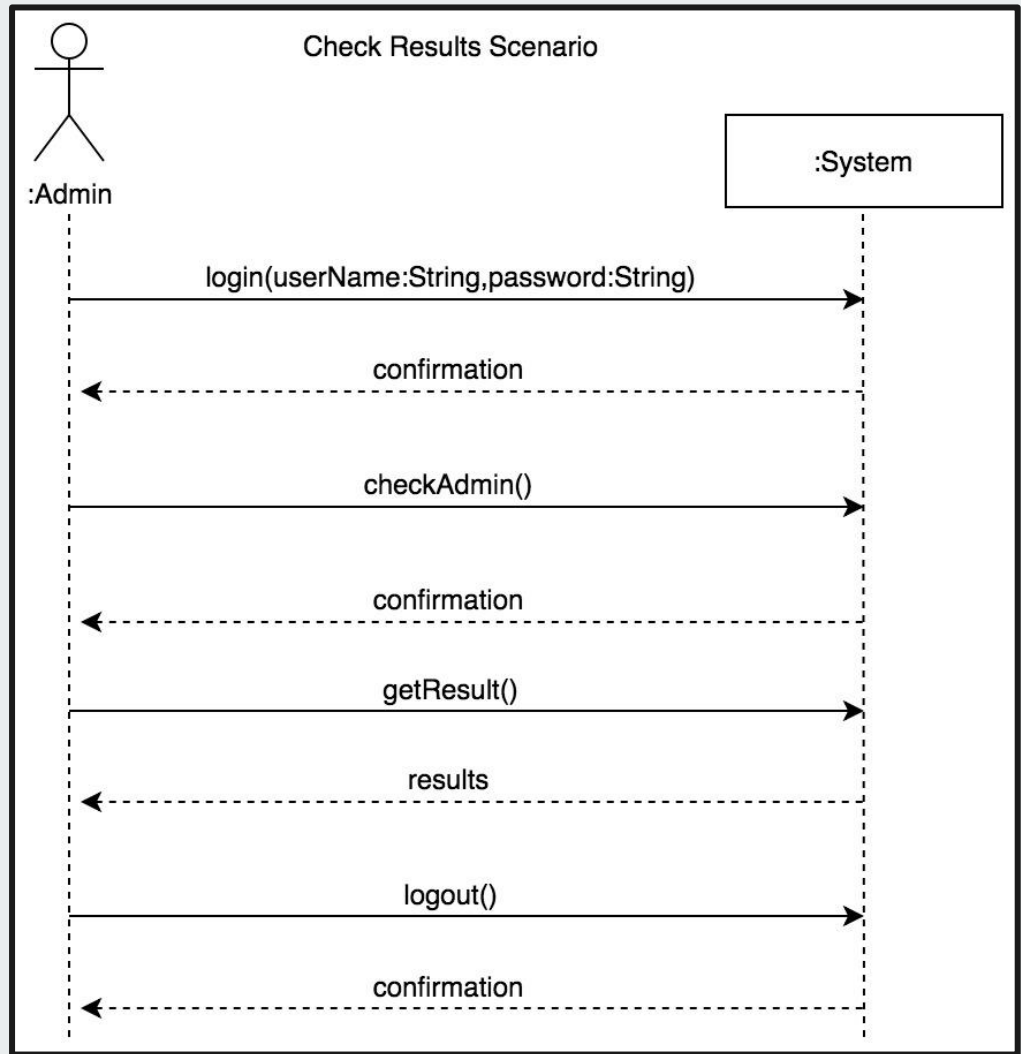 Check Results Scenario
:System
:Admin
login(userName:String,password:String)
confirmation
checkAdmin()
confirmation
getResult()
results
logout()
confirmation